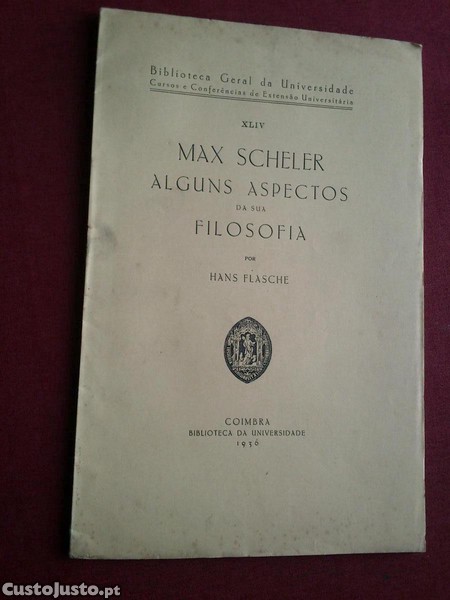 Biblioteca Geral da Universidade
Cursos e Conferências de Extensão Universitária
XLIV
MAX SCHELER
ALGUNS ASPECTOS
DA SUA
FILOSOFIA
POR
HANS FLASCHE
COIMBRA
BIBLIOTECA DA UNIVERSIDADE
1936
CustoJusto.pt